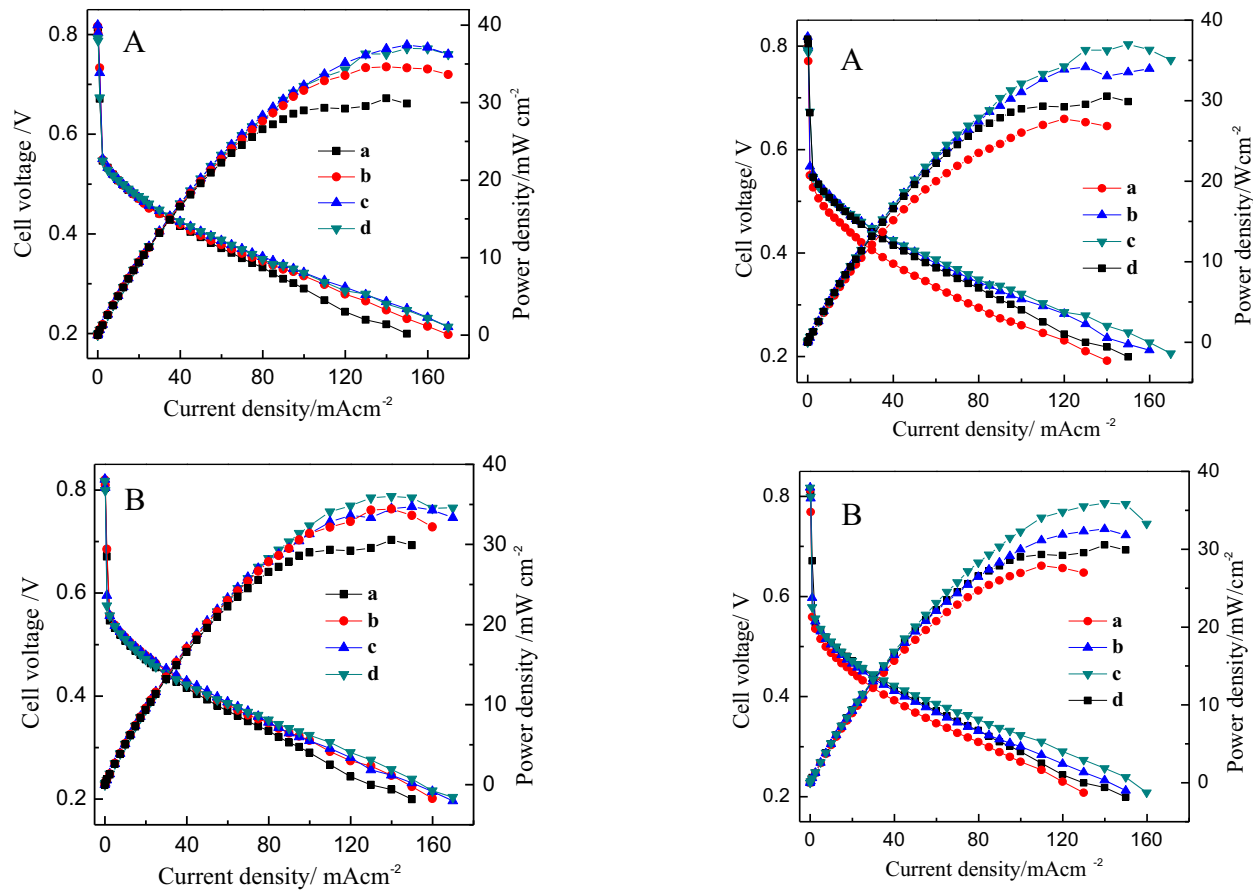 A
Cell voltage /V
0.8
0.6
0.4
0.2
40
30
20
10
0
Power density/mW cm-2
a
b
c
d
0 40 80 120 160
Current density/mAcm-2
A
Cell voltage/ V
0.8
0.6
0.4
0.2
40
30
20
10
0
Power density/Wcm-2
a
b
c
d
0 40 80 120 160
Current density/ mAcm -2
B
Cell voltage /V
0.8
0.6
0.4
0.2
40
30
20
10
0
Power density /mW cm-2
a
b
c
d
0 40 80 120 160
Current density/ mAcm-2
B
Cell voltage/ V
0.8
0.6
0.4
0.2
40
30
20
10
0
Power density/ mW cm-2
a
b
c
d
0 40 80 120 160
Current density/ mAcm-2